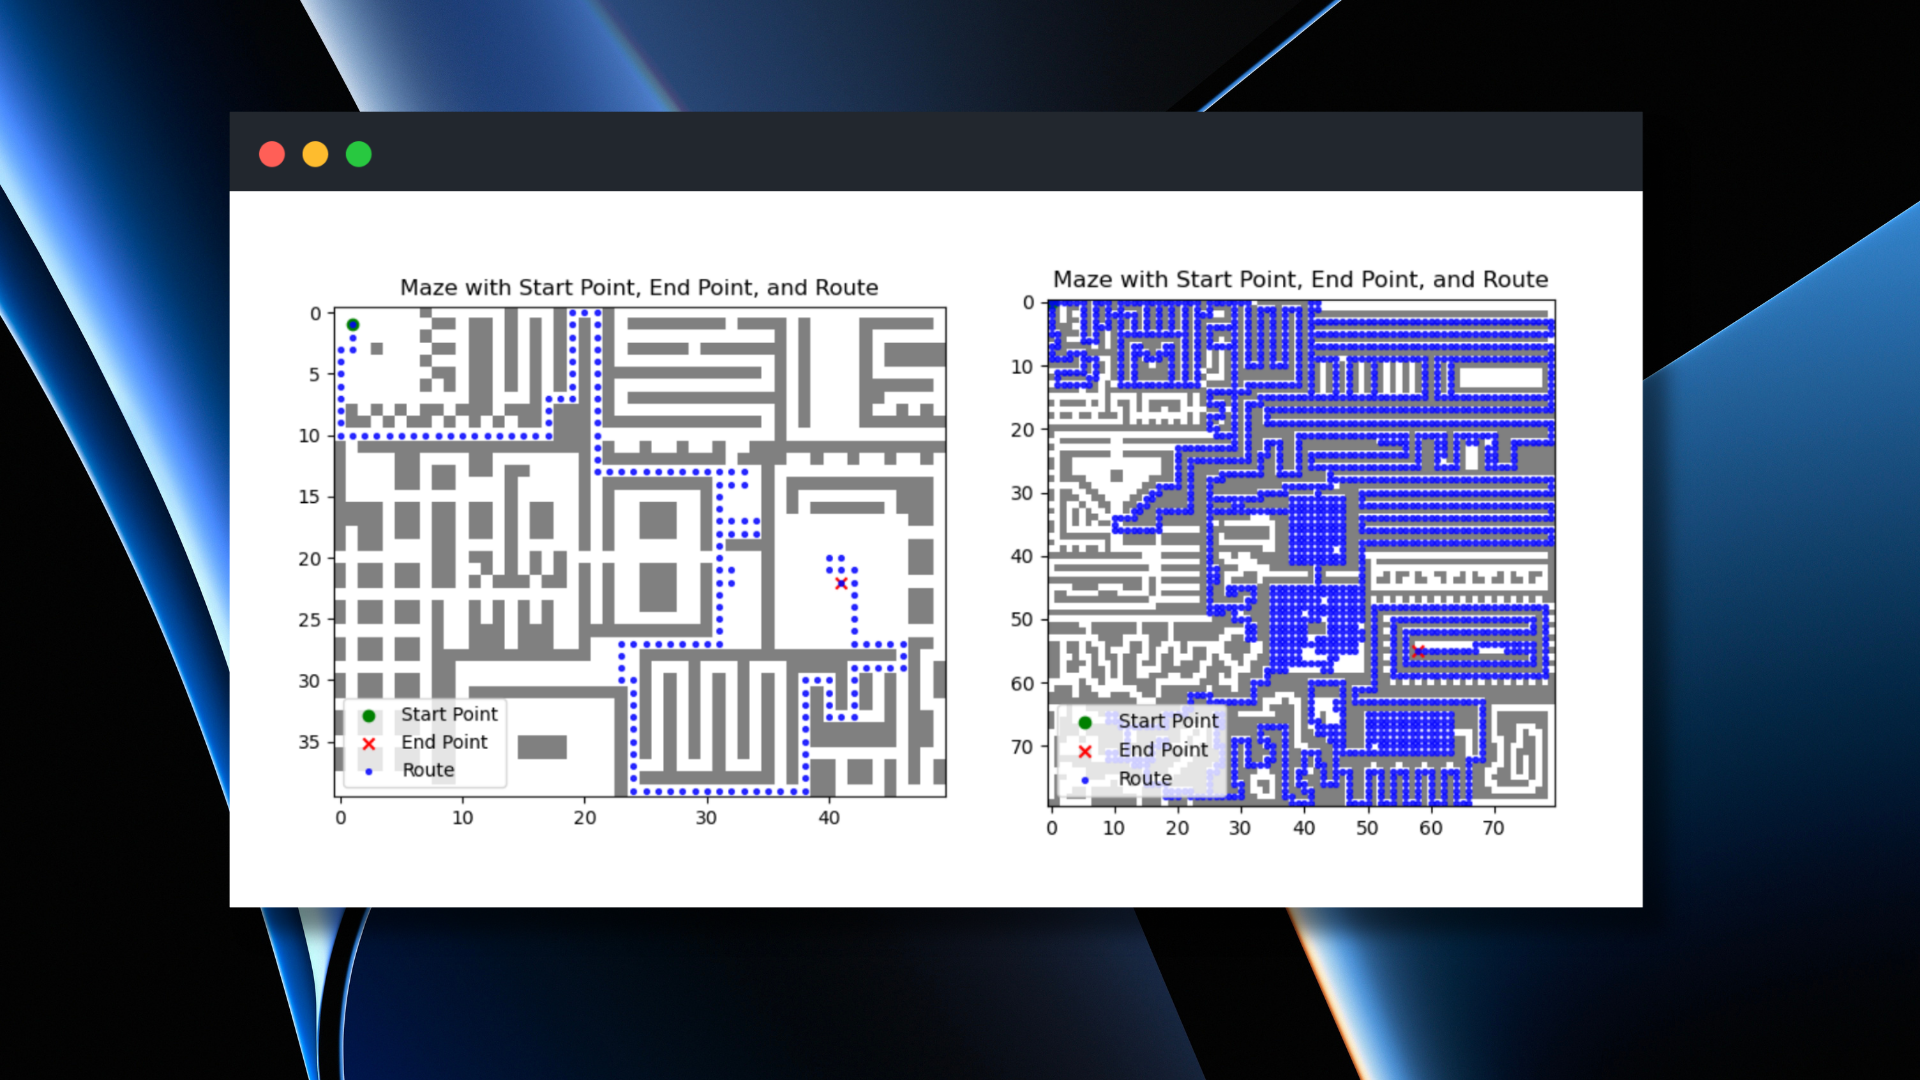 Maze with Start Point, End Point, and Route
0
5
10
15
20
25
30
35
Start Point
End Point
Route
0 10 20 30 40
Maze with Start Point, End Point, and Route
0
10
20
30
40
50
60
70
Start Point
End Point
Route
0 10 20 30 40 50 60 70